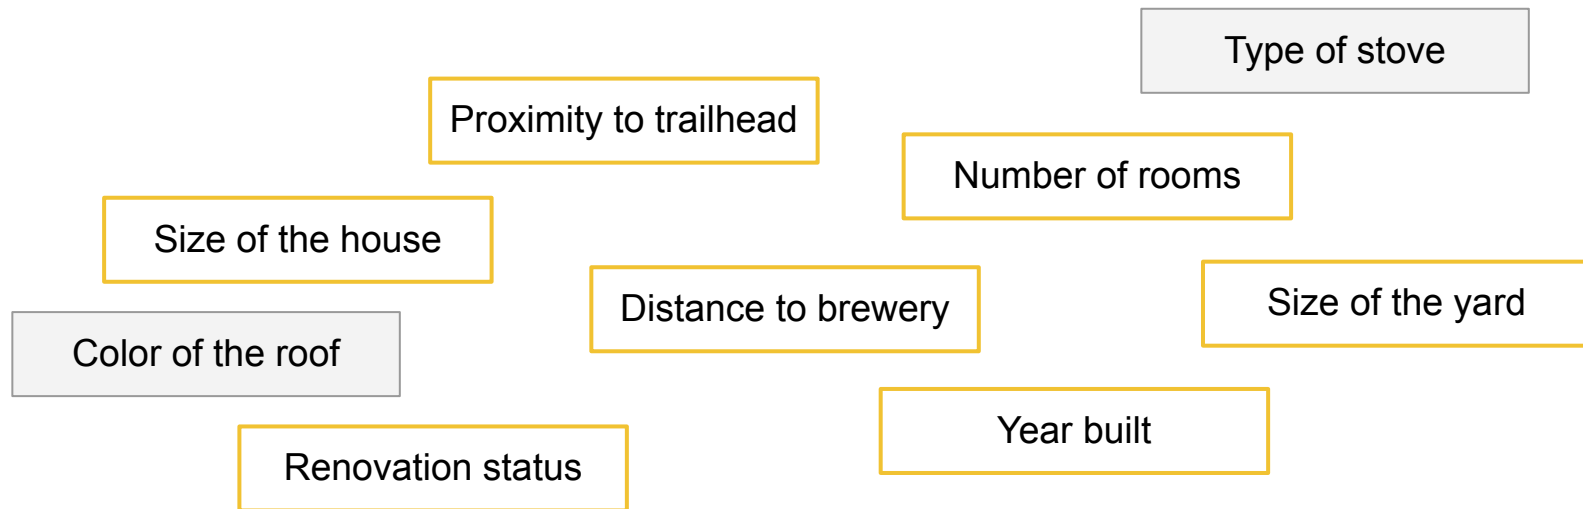 Type of stove
Proximity to trailhead
Number of rooms
Size of the house
Distance to brewery
Size of the yard
Color of the roof
Year built
Renovation status